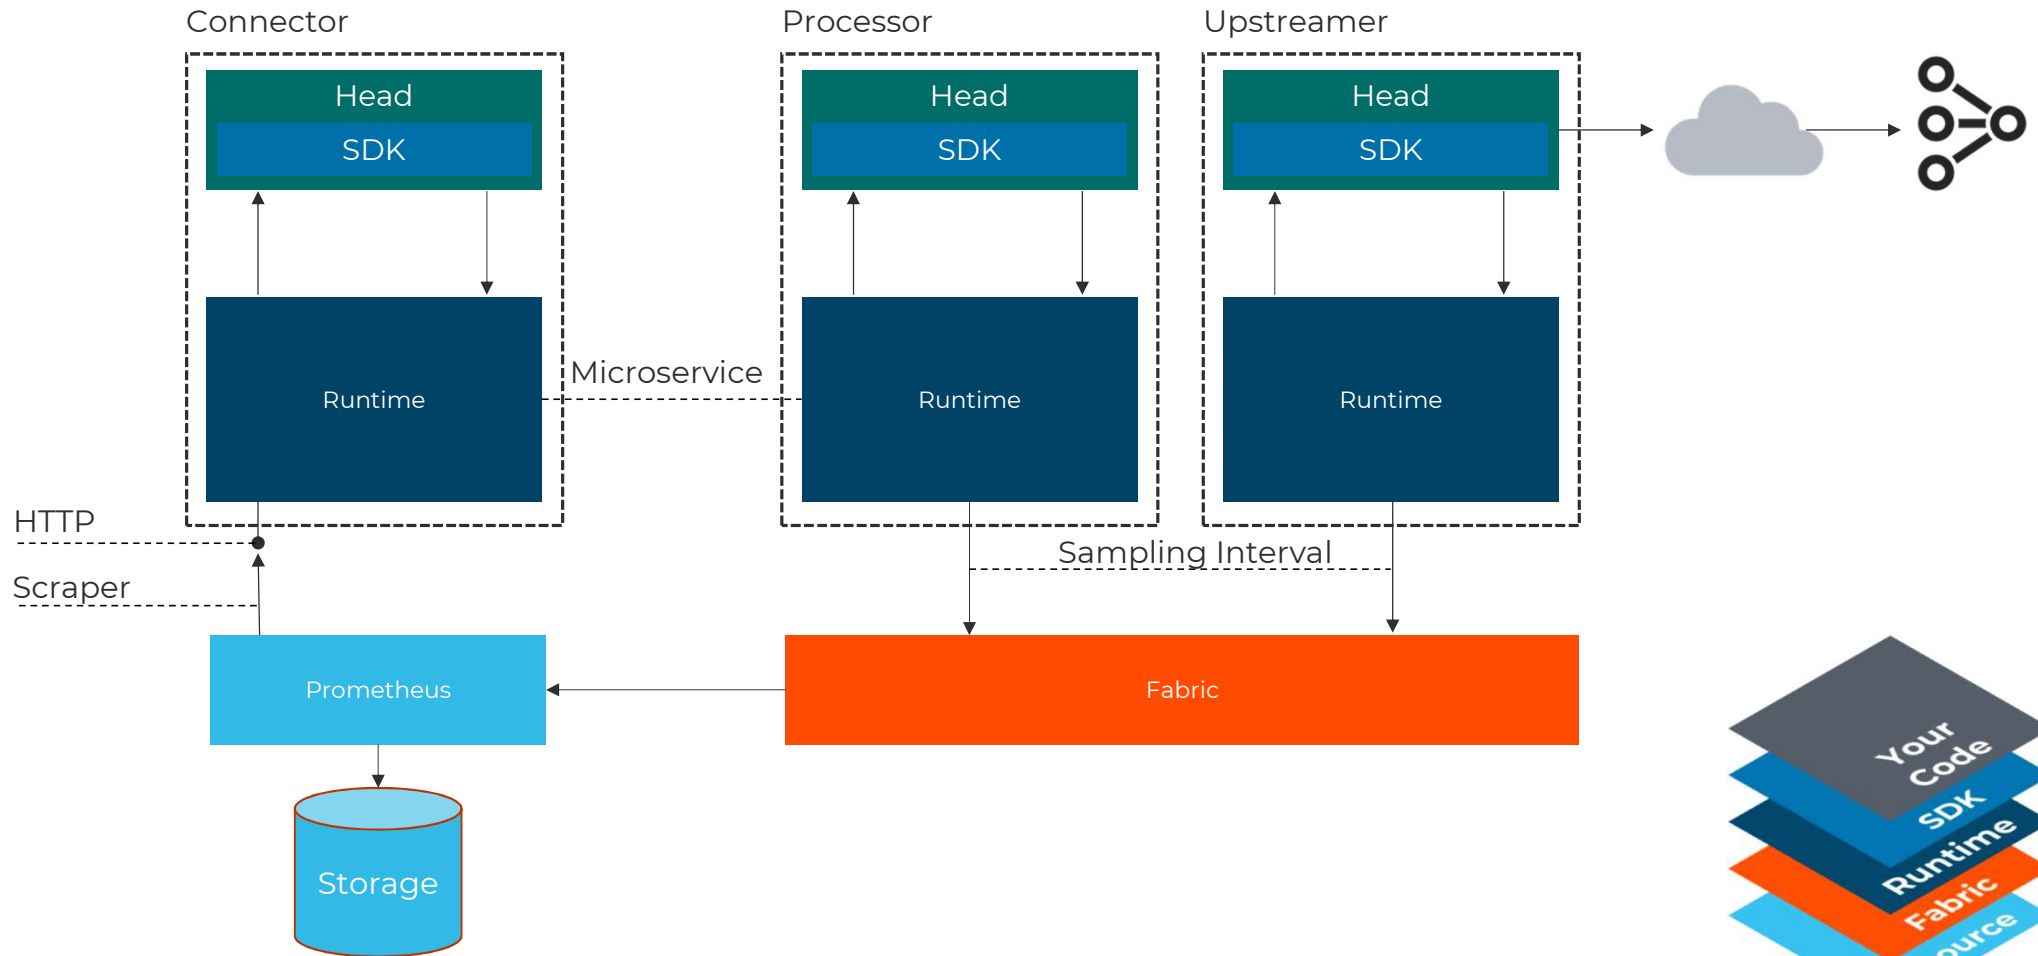 Connector
Processor
Upstreamer
Head
Head
Head
SDK
SDK
SDK
Microservice
Runtime
Runtime
Runtime
HTTP
Sampling Interval
Scraper
Prometheus
Fabric
Storage
Your
Code
SDK
Runtime
Fabric